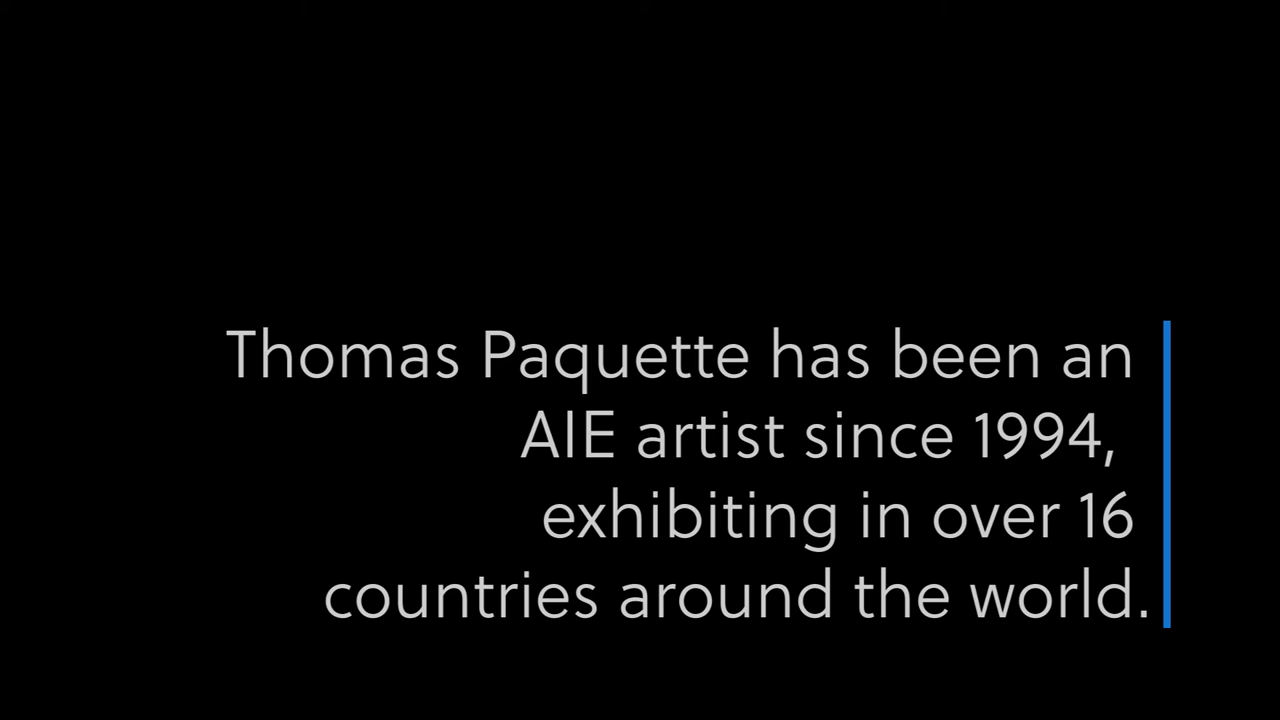 Thomas Paquette has been an
AIE artist since 1994,
exhibiting in over 16
countries around the world.